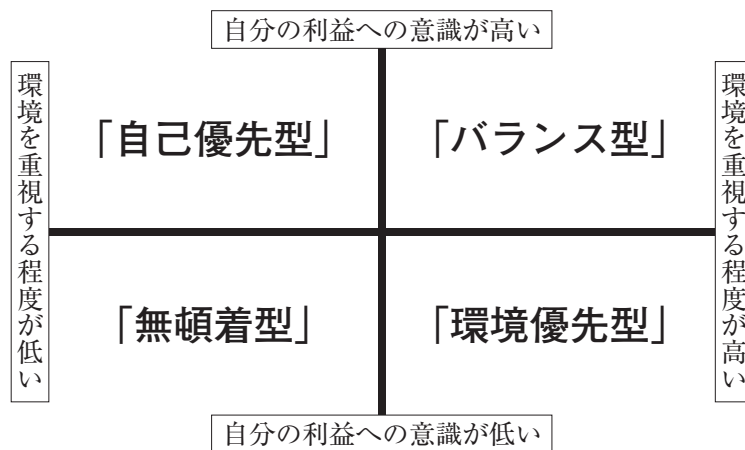 自分の利益への意識が高い
環境を重視する程度が低い
「自己優先型」
「バランス型」
環境を重視する程度が高い
「無頓着型」
「環境優先型」
自分の利益への意識が低い